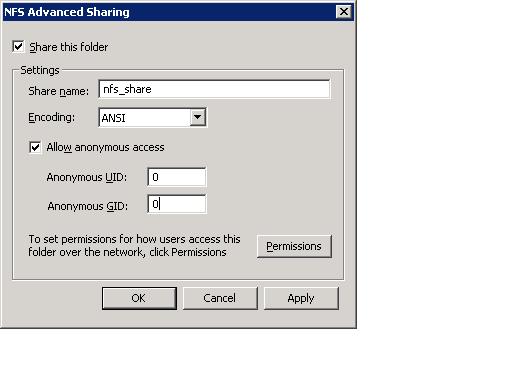 NFS Advanced Sharing
Share this folder
Settings
Share name: nfs_share
Encoding: ANSI
Allow anonymous access
Anonymous UID: 0
Anonymous GID: 0
To set permissions for how users access this
folder over the network, click Permissions
Permissions
OK Cancel Apply